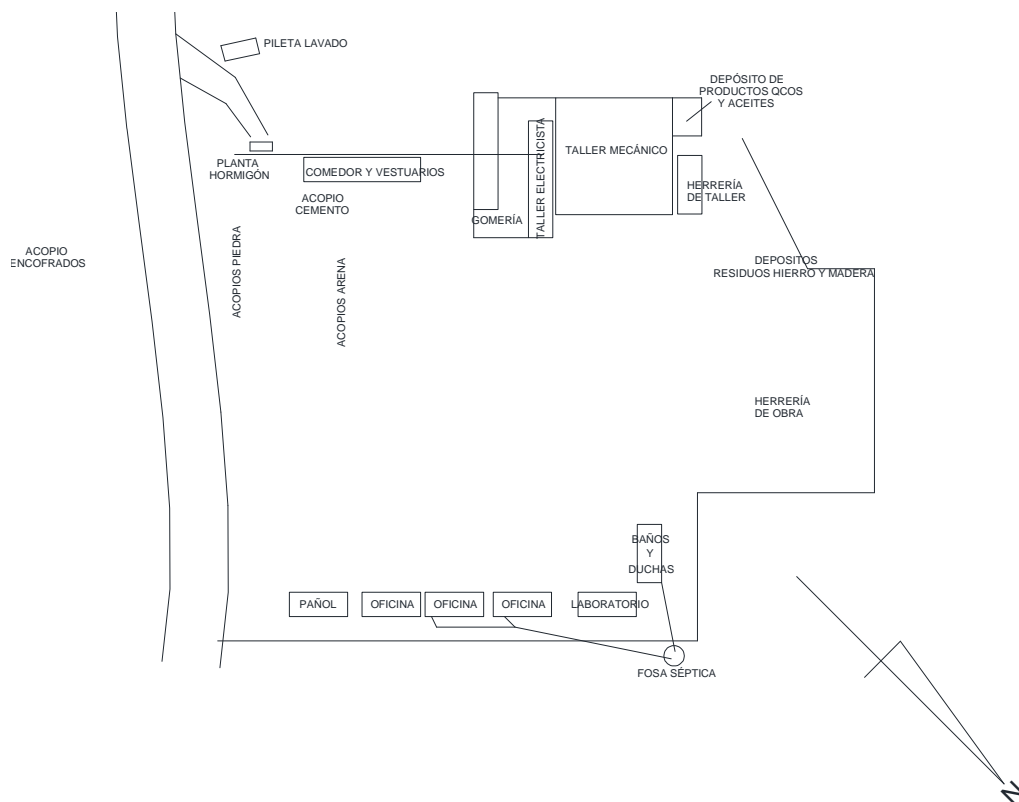 PILETA LAVADO
DEPÓSITO DE
PRODUCTOS QCOS
Y ACEITES
TALLER ELECTRICISTA
TALLER MECÁNICO
PLANTA
HORMIGÓN
COMEDOR Y VESTUARIOS
HERRERÍA
DE TALLER
ACOPIO
CEMENTO
GOMERÍA
ACOPIO
ENCOFRADOS
ACOPIOS PIEDRA
ACOPIOS ARENA
DEPOSITOS
RESIDUOS HIERRO Y MADERA
HERRERÍA
DE OBRA
BAÑOS
Y
DUCHAS
PAÑOL
OFICINA
OFICINA
OFICINA
LABORATORIO
FOSA SÉPTICA
N